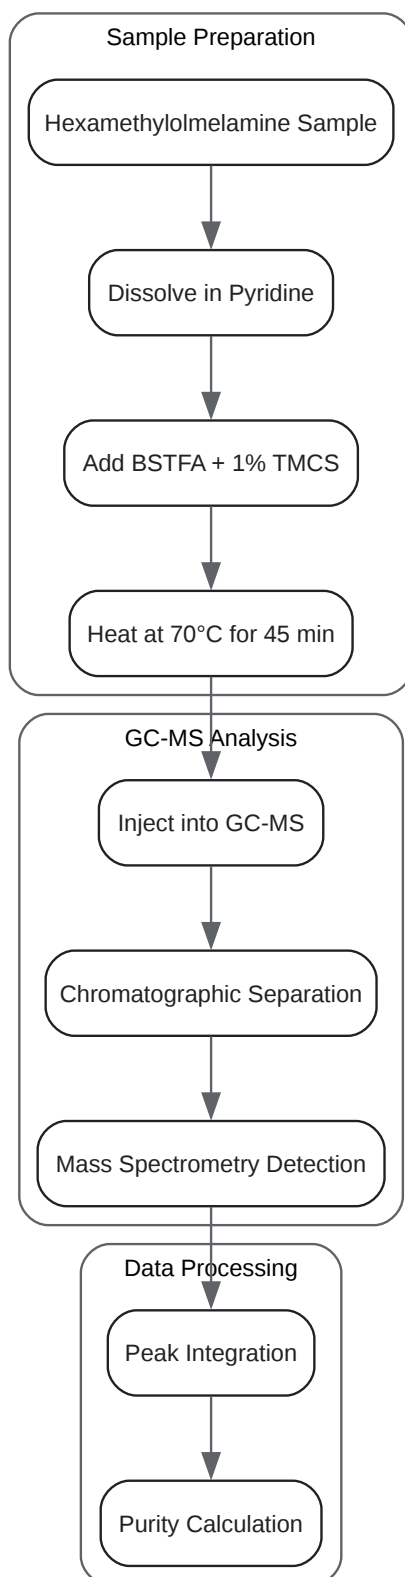 Sample Preparation
Hexamethylolmelamine Sample
Dissolve in Pyridine
Add BSTFA + 1% TMCS
Heat at 70°C for 45 min
GC-MS Analysis
Inject into GC-MS
Chromatographic Separation
Mass Spectrometry Detection
Data Processing
Peak Integration
Purity Calculation